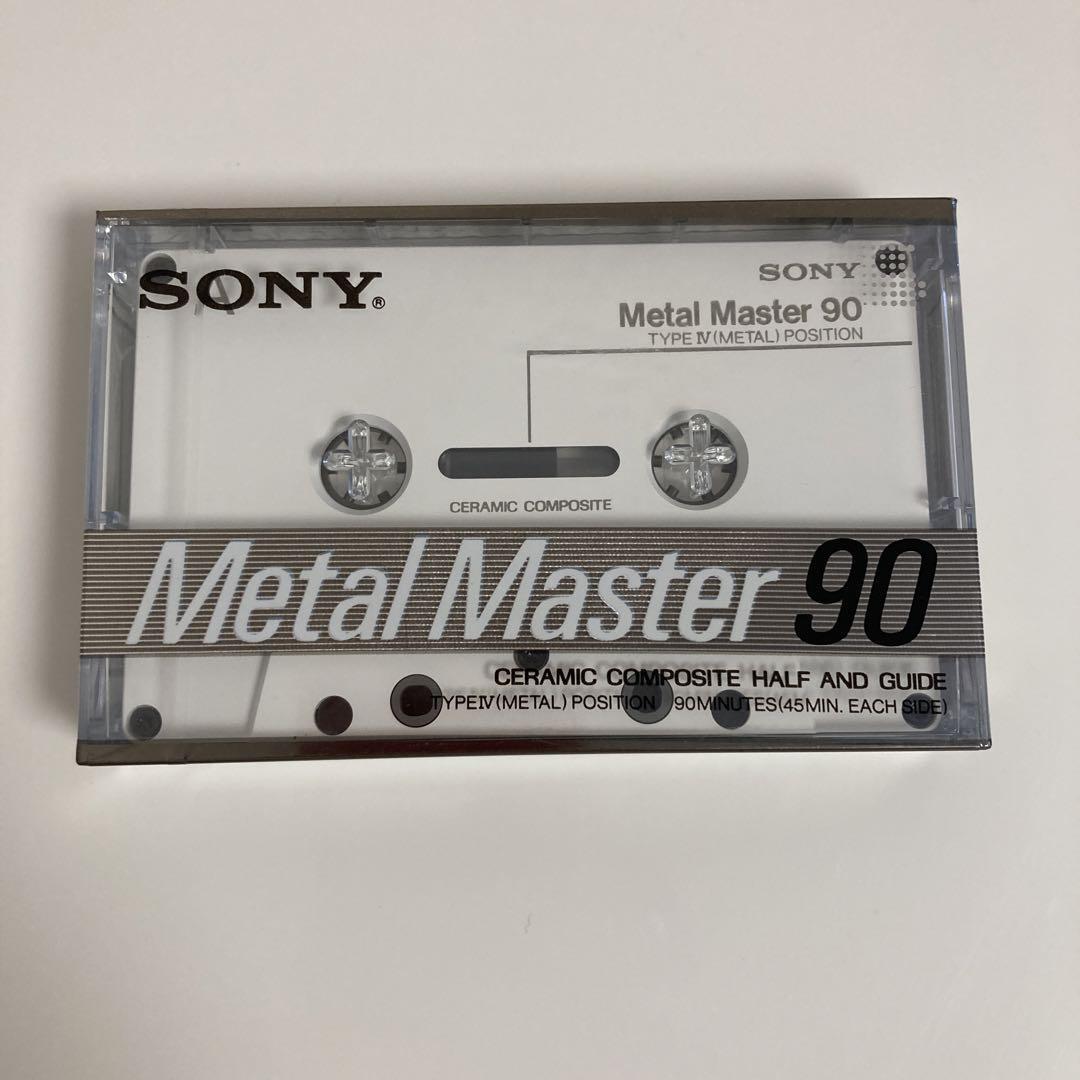 SONY®
SONY
Metal Master 90
TYPE IV (METAL) POSITION
CERAMIC COMPOSITE
Metal Master 90
CERAMIC COMPOSITE HALF AND GUIDE
TYPE IV (METAL) POSITION 90MINUTES (45MIN. EACH SIDE)